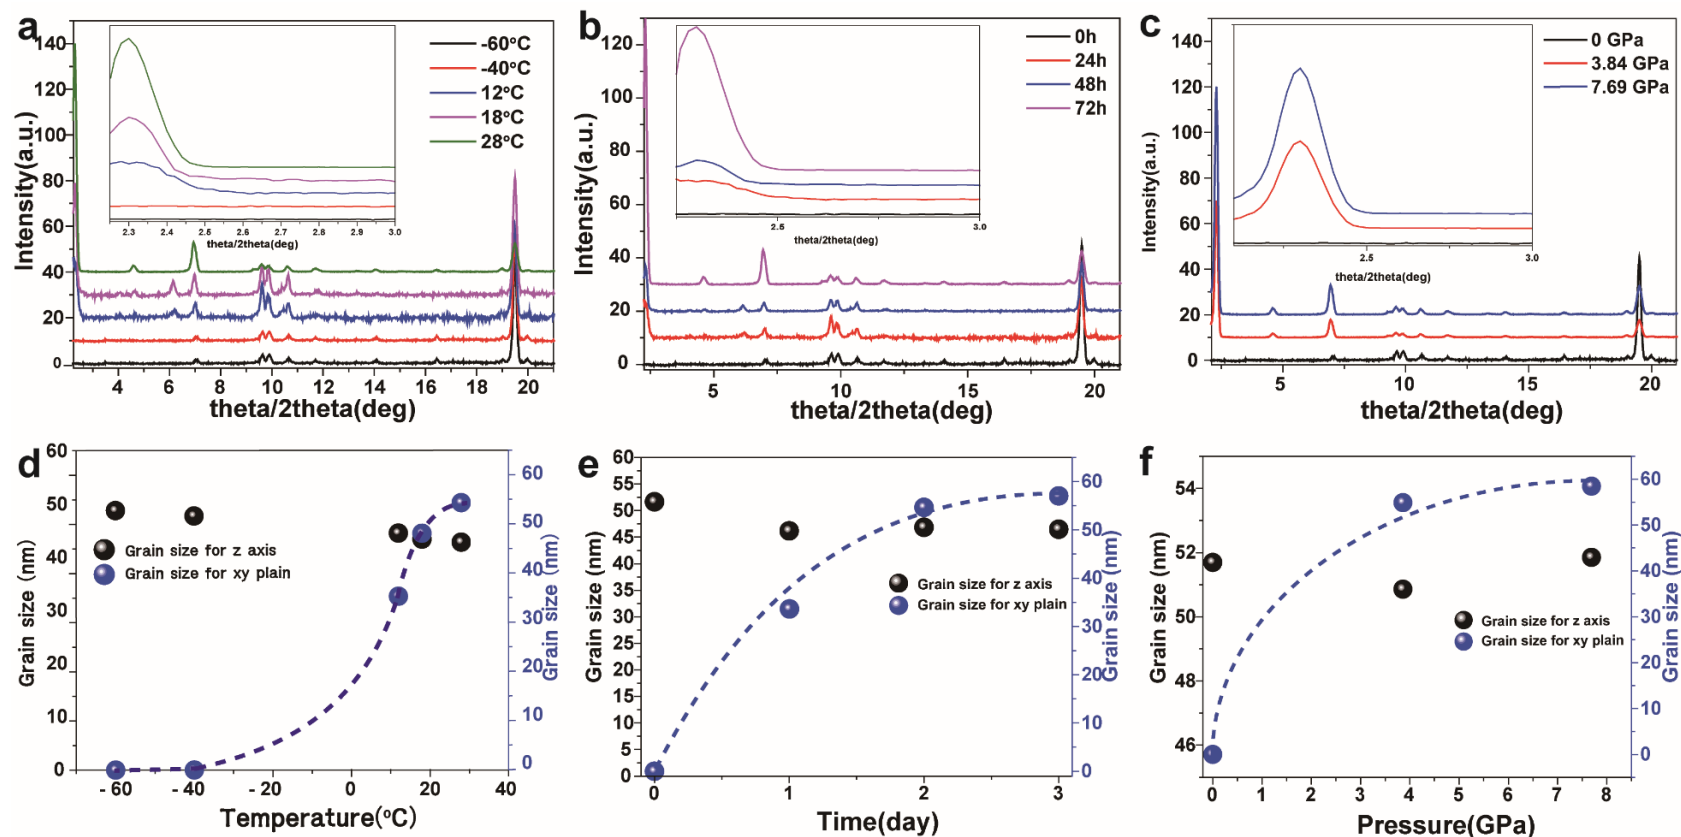 a
140
120
100
80
60
40
20
0
Intensity(a.u.)
4
6
8
10
12
14
16
18
20
theta/2theta(deg)
-60°C
-40°C
12°C
18°C
28°C
2.3
2.4
2.5
2.6
2.7
2.8
2.9
3.0
theta/2theta(deg)
b
120
100
80
60
40
20
0
Intensity(a.u.)
5
10
15
20
theta/2theta(deg)
0h
24h
48h
72h
2.5
3.0
theta/2theta(deg)
c
140
120
100
80
60
40
20
0
Intensity(a.u.)
5
10
15
20
theta/2theta(deg)
0 GPa
3.84 GPa
7.69 GPa
2.5
3.0
theta/2theta(deg)
d
60
50
40
30
20
10
0
Grain size (nm)
- 60
- 40
- 20
0
20
40
Temperature(°C)
Grain size for z axis
Grain size for xy plain
60
50
40
30
20
10
0
Grain size (nm)
e
60
55
50
45
40
35
30
25
20
15
10
5
0
Grain size (nm)
0
1
2
3
Time(day)
Grain size for z axis
Grain size for xy plain
60
50
40
30
20
10
0
Grain size (nm)
f
54
52
50
48
46
Grain size (nm)
0
1
2
3
4
5
6
7
8
Pressure(GPa)
Grain size for z axis
Grain size for xy plain
60
50
40
30
20
10
0
Grain size (nm)